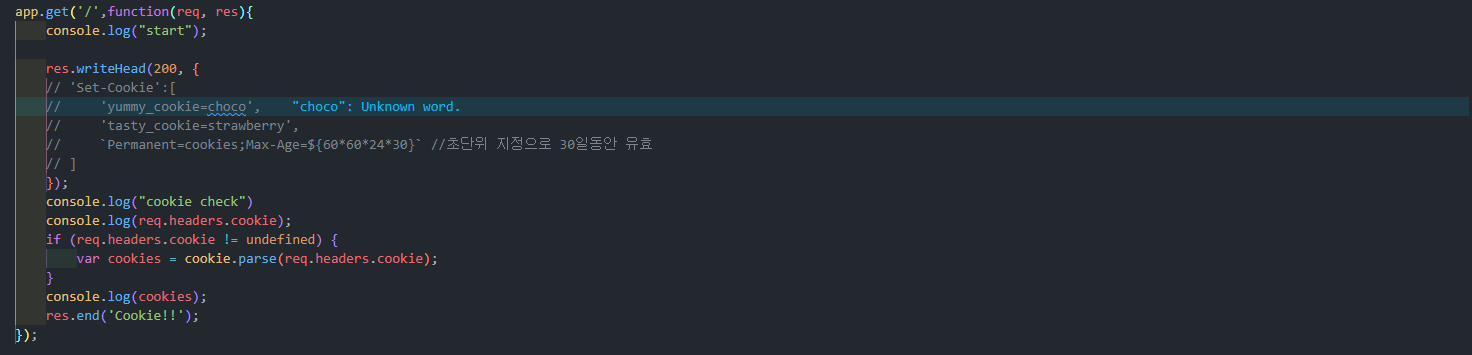 app.get('/',function(req, res){
    console.log("start");

    res.writeHead(200, {
    // 'Set-Cookie':[
    //     'yummy_cookie=choco',    "choco": Unknown word.
    //     'tasty_cookie=strawberry',
    //     `Permanent=cookies;Max-Age=${60*60*24*30}` //초단위 지정으로 30일동안 유효
    // ]
    });
    console.log("cookie check")
    console.log(req.headers.cookie);
    if (req.headers.cookie != undefined) {
        var cookies = cookie.parse(req.headers.cookie);
    }
    console.log(cookies);
    res.end('Cookie!!');
});